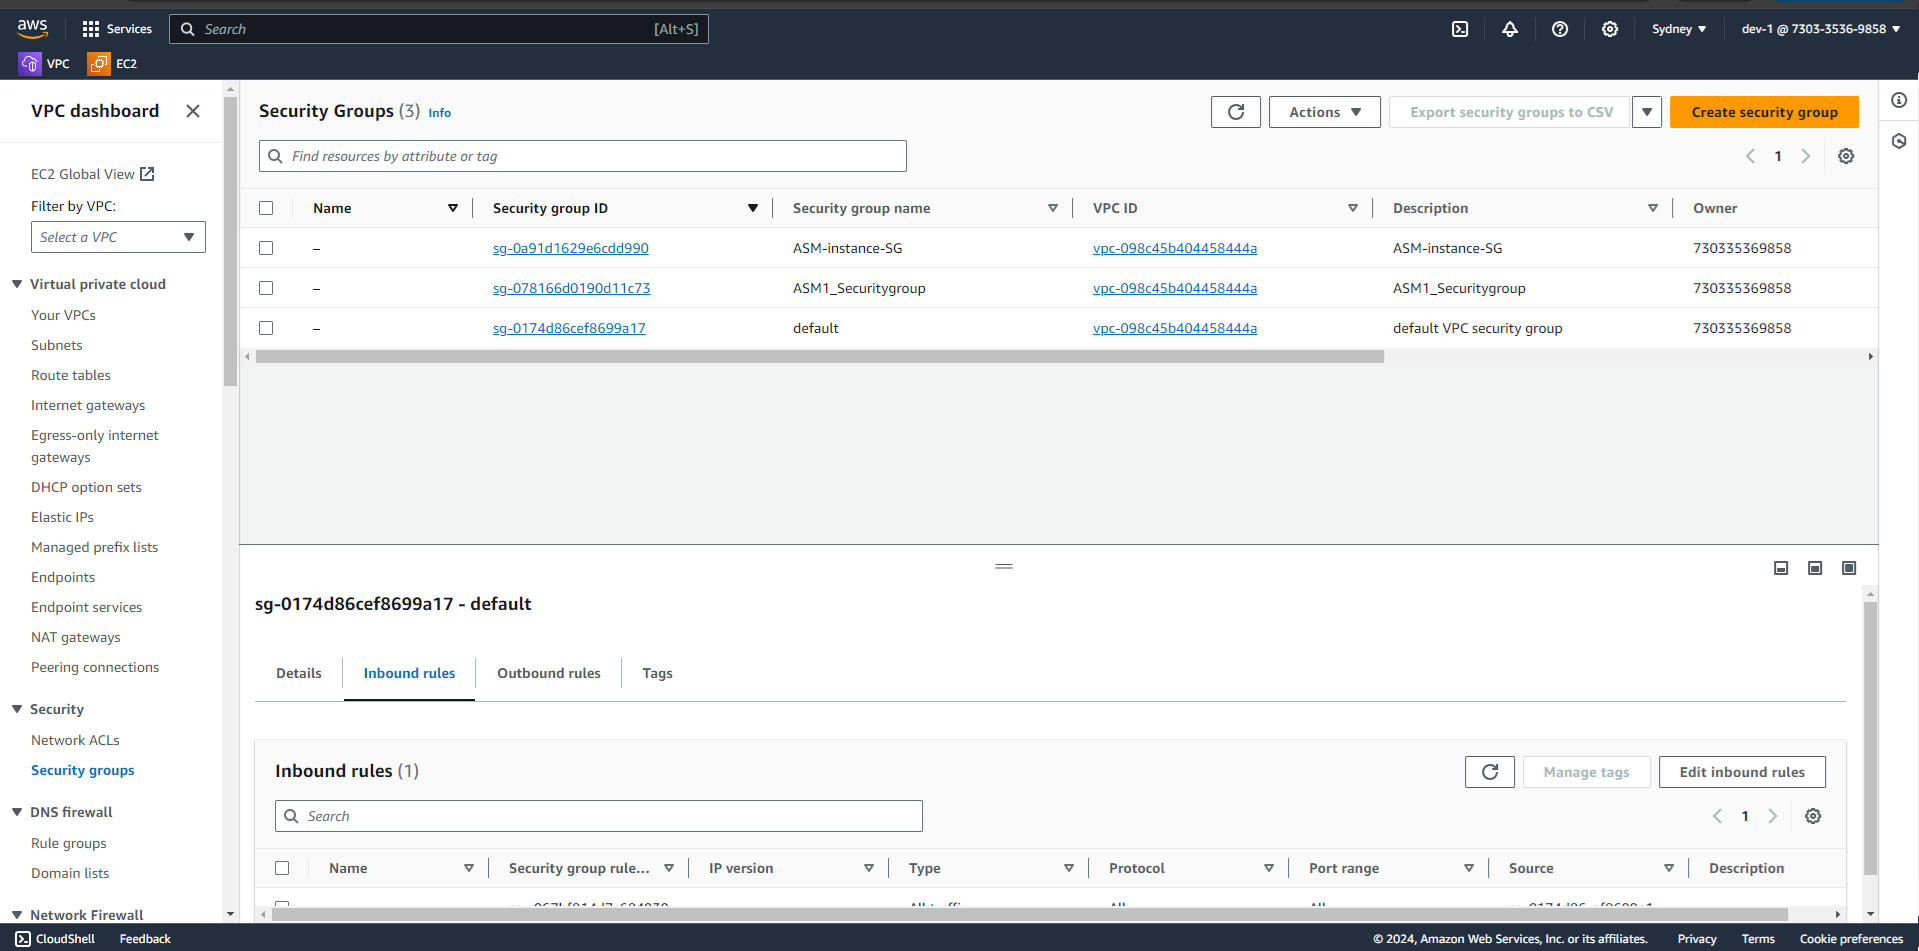 aws
Services
Search
[Alt+S]
Sydney
dev-1 @ 7303-3536-9858
VPC
EC2
VPC dashboard
EC2 Global View
Filter by VPC:
Select a VPC
Virtual private cloud
Your VPCs
Subnets
Route tables
Internet gateways
Egress-only internet
gateways
DHCP option sets
Elastic IPs
Managed prefix lists
Endpoints
Endpoint services
NAT gateways
Peering connections
Security
Network ACLs
Security groups
DNS firewall
Rule groups
Domain lists
Network Firewall
Security Groups (3) Info
Actions
Export security groups to CSV
Create security group
Find resources by attribute or tag
1
Name Security group ID Security group name VPC ID Description Owner
– sg-0a91d1629e6cdd990 ASM-instance-SG vpc-098c45b404458444a ASM-instance-SG 730335369858
– sg-078166d0190d11c73 ASM1_Securitygroup vpc-098c45b404458444a ASM1_Securitygroup 730335369858
– sg-0174d86cef8699a17 default vpc-098c45b404458444a default VPC security group 730335369858
sg-0174d86cef8699a17 - default
Details Inbound rules Outbound rules Tags
Inbound rules (1)
Manage tags
Edit inbound rules
Search
1
Name Security group rule... IP version Type Protocol Port range Source Description
CloudShell Feedback © 2024, Amazon Web Services, Inc. or its affiliates. Privacy Terms Cookie preferences